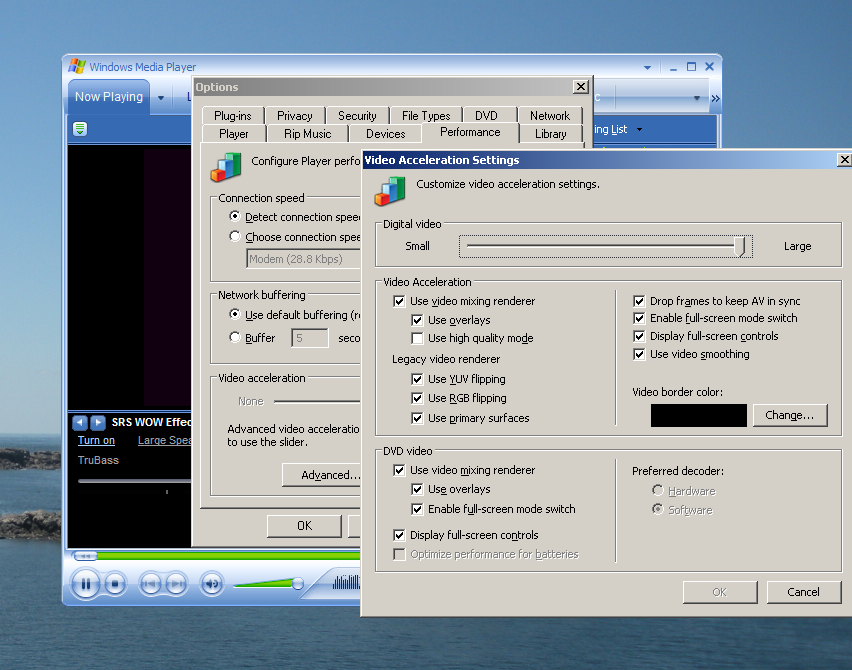 Windows Media Player
Now Playing
Options
Plug-ins Privacy Security File Types DVD Network
Player Rip Music Devices Performance Library
ing List
Configure Player perfo
Connection speed
Detect connection speed
Choose connection spee
Modem (28.8 Kbps)
Network buffering
Use default buffering (re
Buffer 5 seco
Video acceleration
None
Advanced video acceleration
to use the slider.
Advanced...
OK
SRS WOW Effec
Turn on Large Spea
TruBass
Video Acceleration Settings
Customize video acceleration settings.
Digital video
Small Large
Video Acceleration
Use video mixing renderer
Use overlays
Use high quality mode
Legacy video renderer
Use YUV flipping
Use RGB flipping
Use primary surfaces
Drop frames to keep AV in sync
Enable full-screen mode switch
Display full-screen controls
Use video smoothing
Video border color:
Change...
DVD video
Use video mixing renderer
Use overlays
Enable full-screen mode switch
Display full-screen controls
Optimize performance for batteries
Preferred decoder:
Hardware
Software
OK Cancel